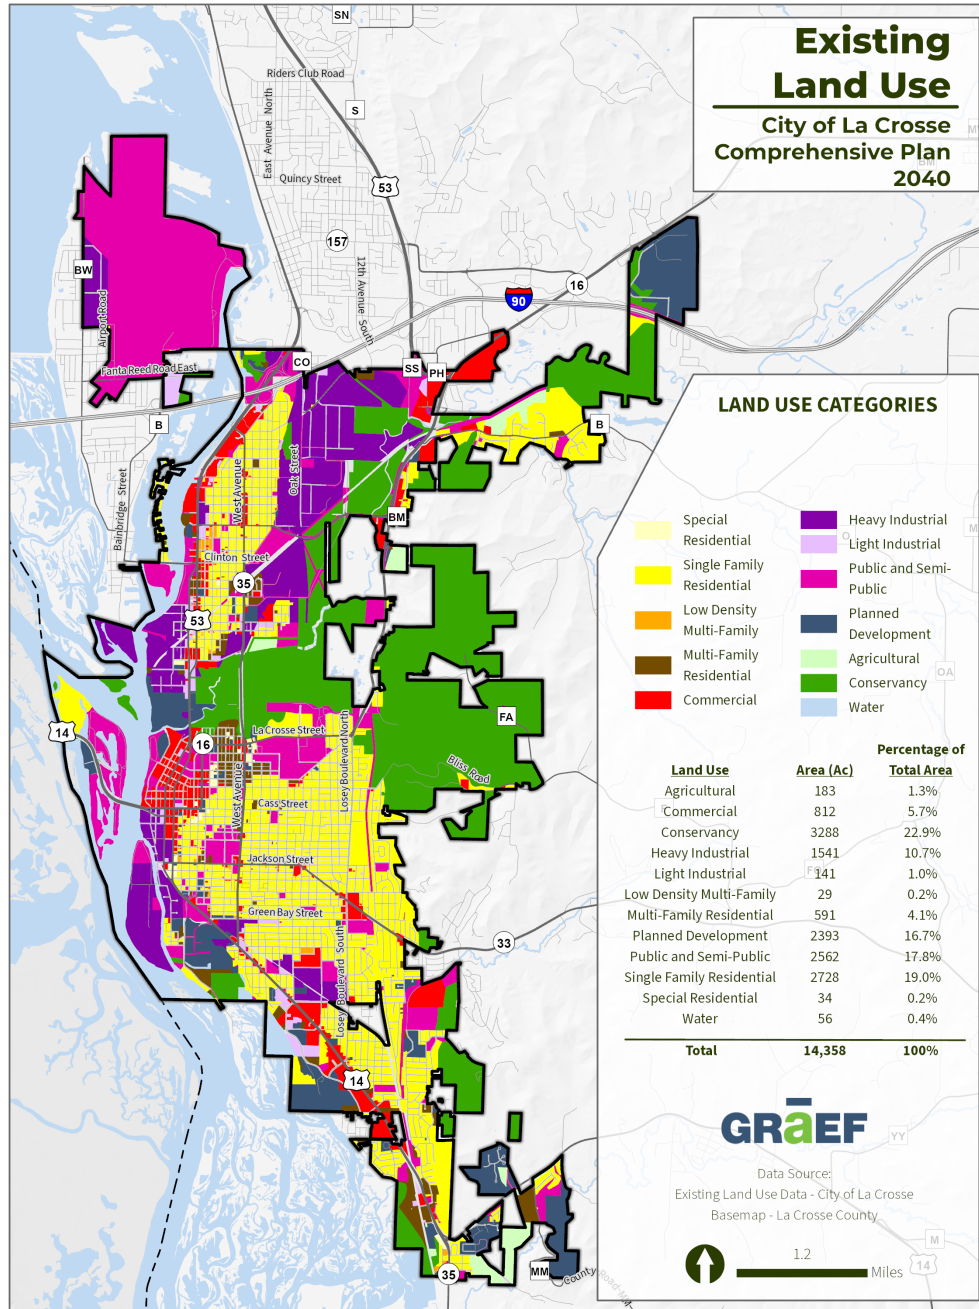 Existing
Land Use
City of La Crosse
Comprehensive Plan
2040
SN
Riders Club Road
East Avenue North
S
Quincy Street
53
157
12th Avenue South
16
90
BW
Airport Road
Fanta Reed Road East
CO
SS
PH
B
B
Bainbridge Street
West Avenue
Oak Street
BM
BM
Clinton Street
35
53
14
16
La Crosse Street
Losey Boulevard North
FA
Bliss Road
West Avenue
Cass Street
Jackson Street
Green Bay Street
33
Losey Boulevard South
14
35
MM
County Road MM
OA
YY
M
14
LAND USE CATEGORIES
Special
Residential
Single Family
Residential
Low Density
Multi-Family
Multi-Family
Residential
Commercial
Heavy Industrial
Light Industrial
Public and Semi-
Public
Planned
Development
Agricultural
Conservancy
Water
Percentage of
Land Use Area (Ac) Total Area
Agricultural 183 1.3%
Commercial 812 5.7%
Conservancy 3288 22.9%
Heavy Industrial 1541 10.7%
Light Industrial 141 1.0%
Low Density Multi-Family 29 0.2%
Multi-Family Residential 591 4.1%
Planned Development 2393 16.7%
Public and Semi-Public 2562 17.8%
Single Family Residential 2728 19.0%
Special Residential 34 0.2%
Water 56 0.4%
Total 14,358 100%
GRāEF
Data Source:
Existing Land Use Data - City of La Crosse
Basemap - La Crosse County
1.2
Miles